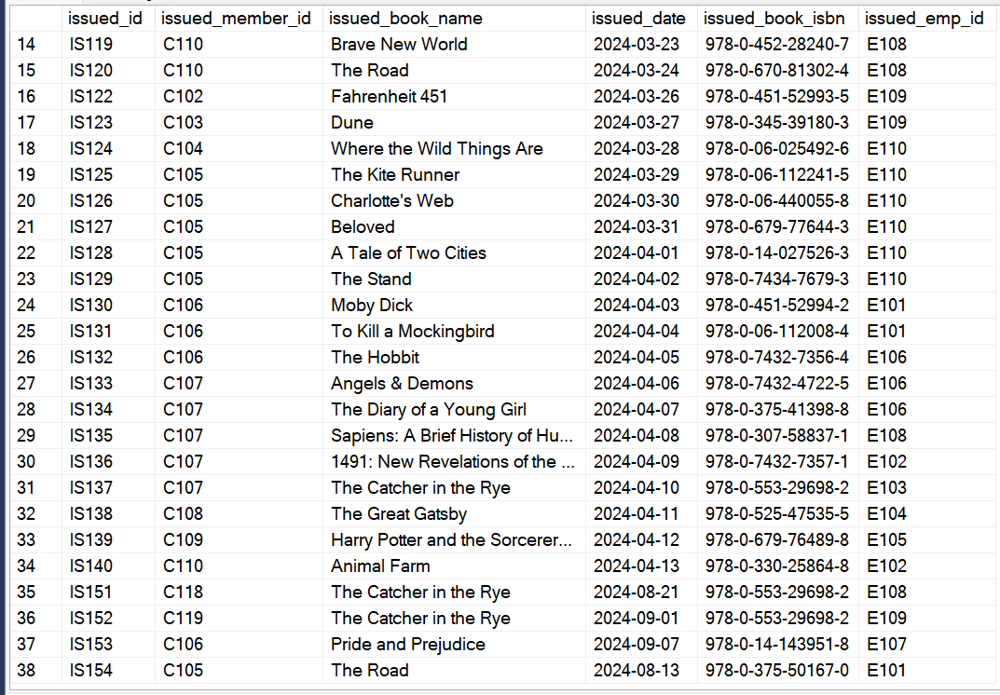 issued_id issued_member_id issued_book_name issued_date issued_book_isbn issued_emp_id
14 IS119 C110 Brave New World 2024-03-23 978-0-452-28240-7 E108
15 IS120 C110 The Road 2024-03-24 978-0-670-81302-4 E108
16 IS122 C102 Fahrenheit 451 2024-03-26 978-0-451-52993-5 E109
17 IS123 C103 Dune 2024-03-27 978-0-345-39180-3 E109
18 IS124 C104 Where the Wild Things Are 2024-03-28 978-0-06-025492-6 E110
19 IS125 C105 The Kite Runner 2024-03-29 978-0-06-112241-5 E110
20 IS126 C105 Charlotte's Web 2024-03-30 978-0-06-440055-8 E110
21 IS127 C105 Beloved 2024-03-31 978-0-679-77644-3 E110
22 IS128 C105 A Tale of Two Cities 2024-04-01 978-0-14-027526-3 E110
23 IS129 C105 The Stand 2024-04-02 978-0-7434-7679-3 E110
24 IS130 C106 Moby Dick 2024-04-03 978-0-451-52994-2 E101
25 IS131 C106 To Kill a Mockingbird 2024-04-04 978-0-06-112008-4 E101
26 IS132 C106 The Hobbit 2024-04-05 978-0-7432-7356-4 E106
27 IS133 C107 Angels & Demons 2024-04-06 978-0-7432-4722-5 E106
28 IS134 C107 The Diary of a Young Girl 2024-04-07 978-0-375-41398-8 E106
29 IS135 C107 Sapiens: A Brief History of Hu... 2024-04-08 978-0-307-58837-1 E108
30 IS136 C107 1491: New Revelations of the ... 2024-04-09 978-0-7432-7357-1 E102
31 IS137 C107 The Catcher in the Rye 2024-04-10 978-0-553-29698-2 E103
32 IS138 C108 The Great Gatsby 2024-04-11 978-0-525-47535-5 E104
33 IS139 C109 Harry Potter and the Sorcerer... 2024-04-12 978-0-679-76489-8 E105
34 IS140 C110 Animal Farm 2024-04-13 978-0-330-25864-8 E102
35 IS151 C118 The Catcher in the Rye 2024-08-21 978-0-553-29698-2 E108
36 IS152 C119 The Catcher in the Rye 2024-09-01 978-0-553-29698-2 E109
37 IS153 C106 Pride and Prejudice 2024-09-07 978-0-14-143951-8 E107
38 IS154 C105 The Road 2024-08-13 978-0-375-50167-0 E101